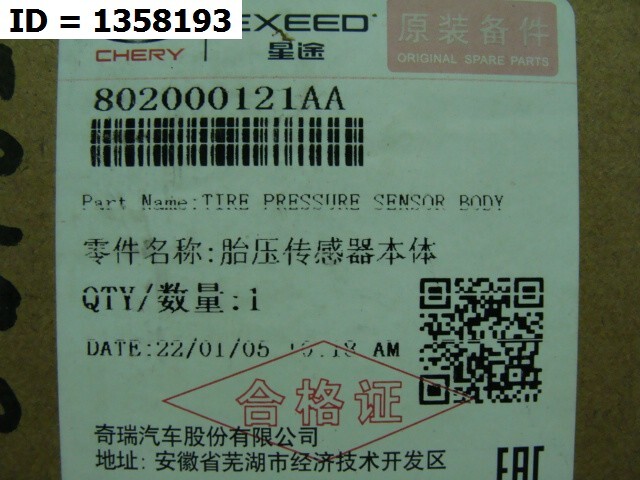 ID = 1358193
CHERY
EXEED
星途
原装备件
ORIGINAL SPARE PARTS
802000121AA
Part Name:TIRE PRESSURE SENSOR BODY
零件名称:胎压传感器本体
QTY/数量:1
DATE:22/01/05 AM
合格证
奇瑞汽车股份有限公司
地址: 安徽省芜湖市经济技术开发区
EAC